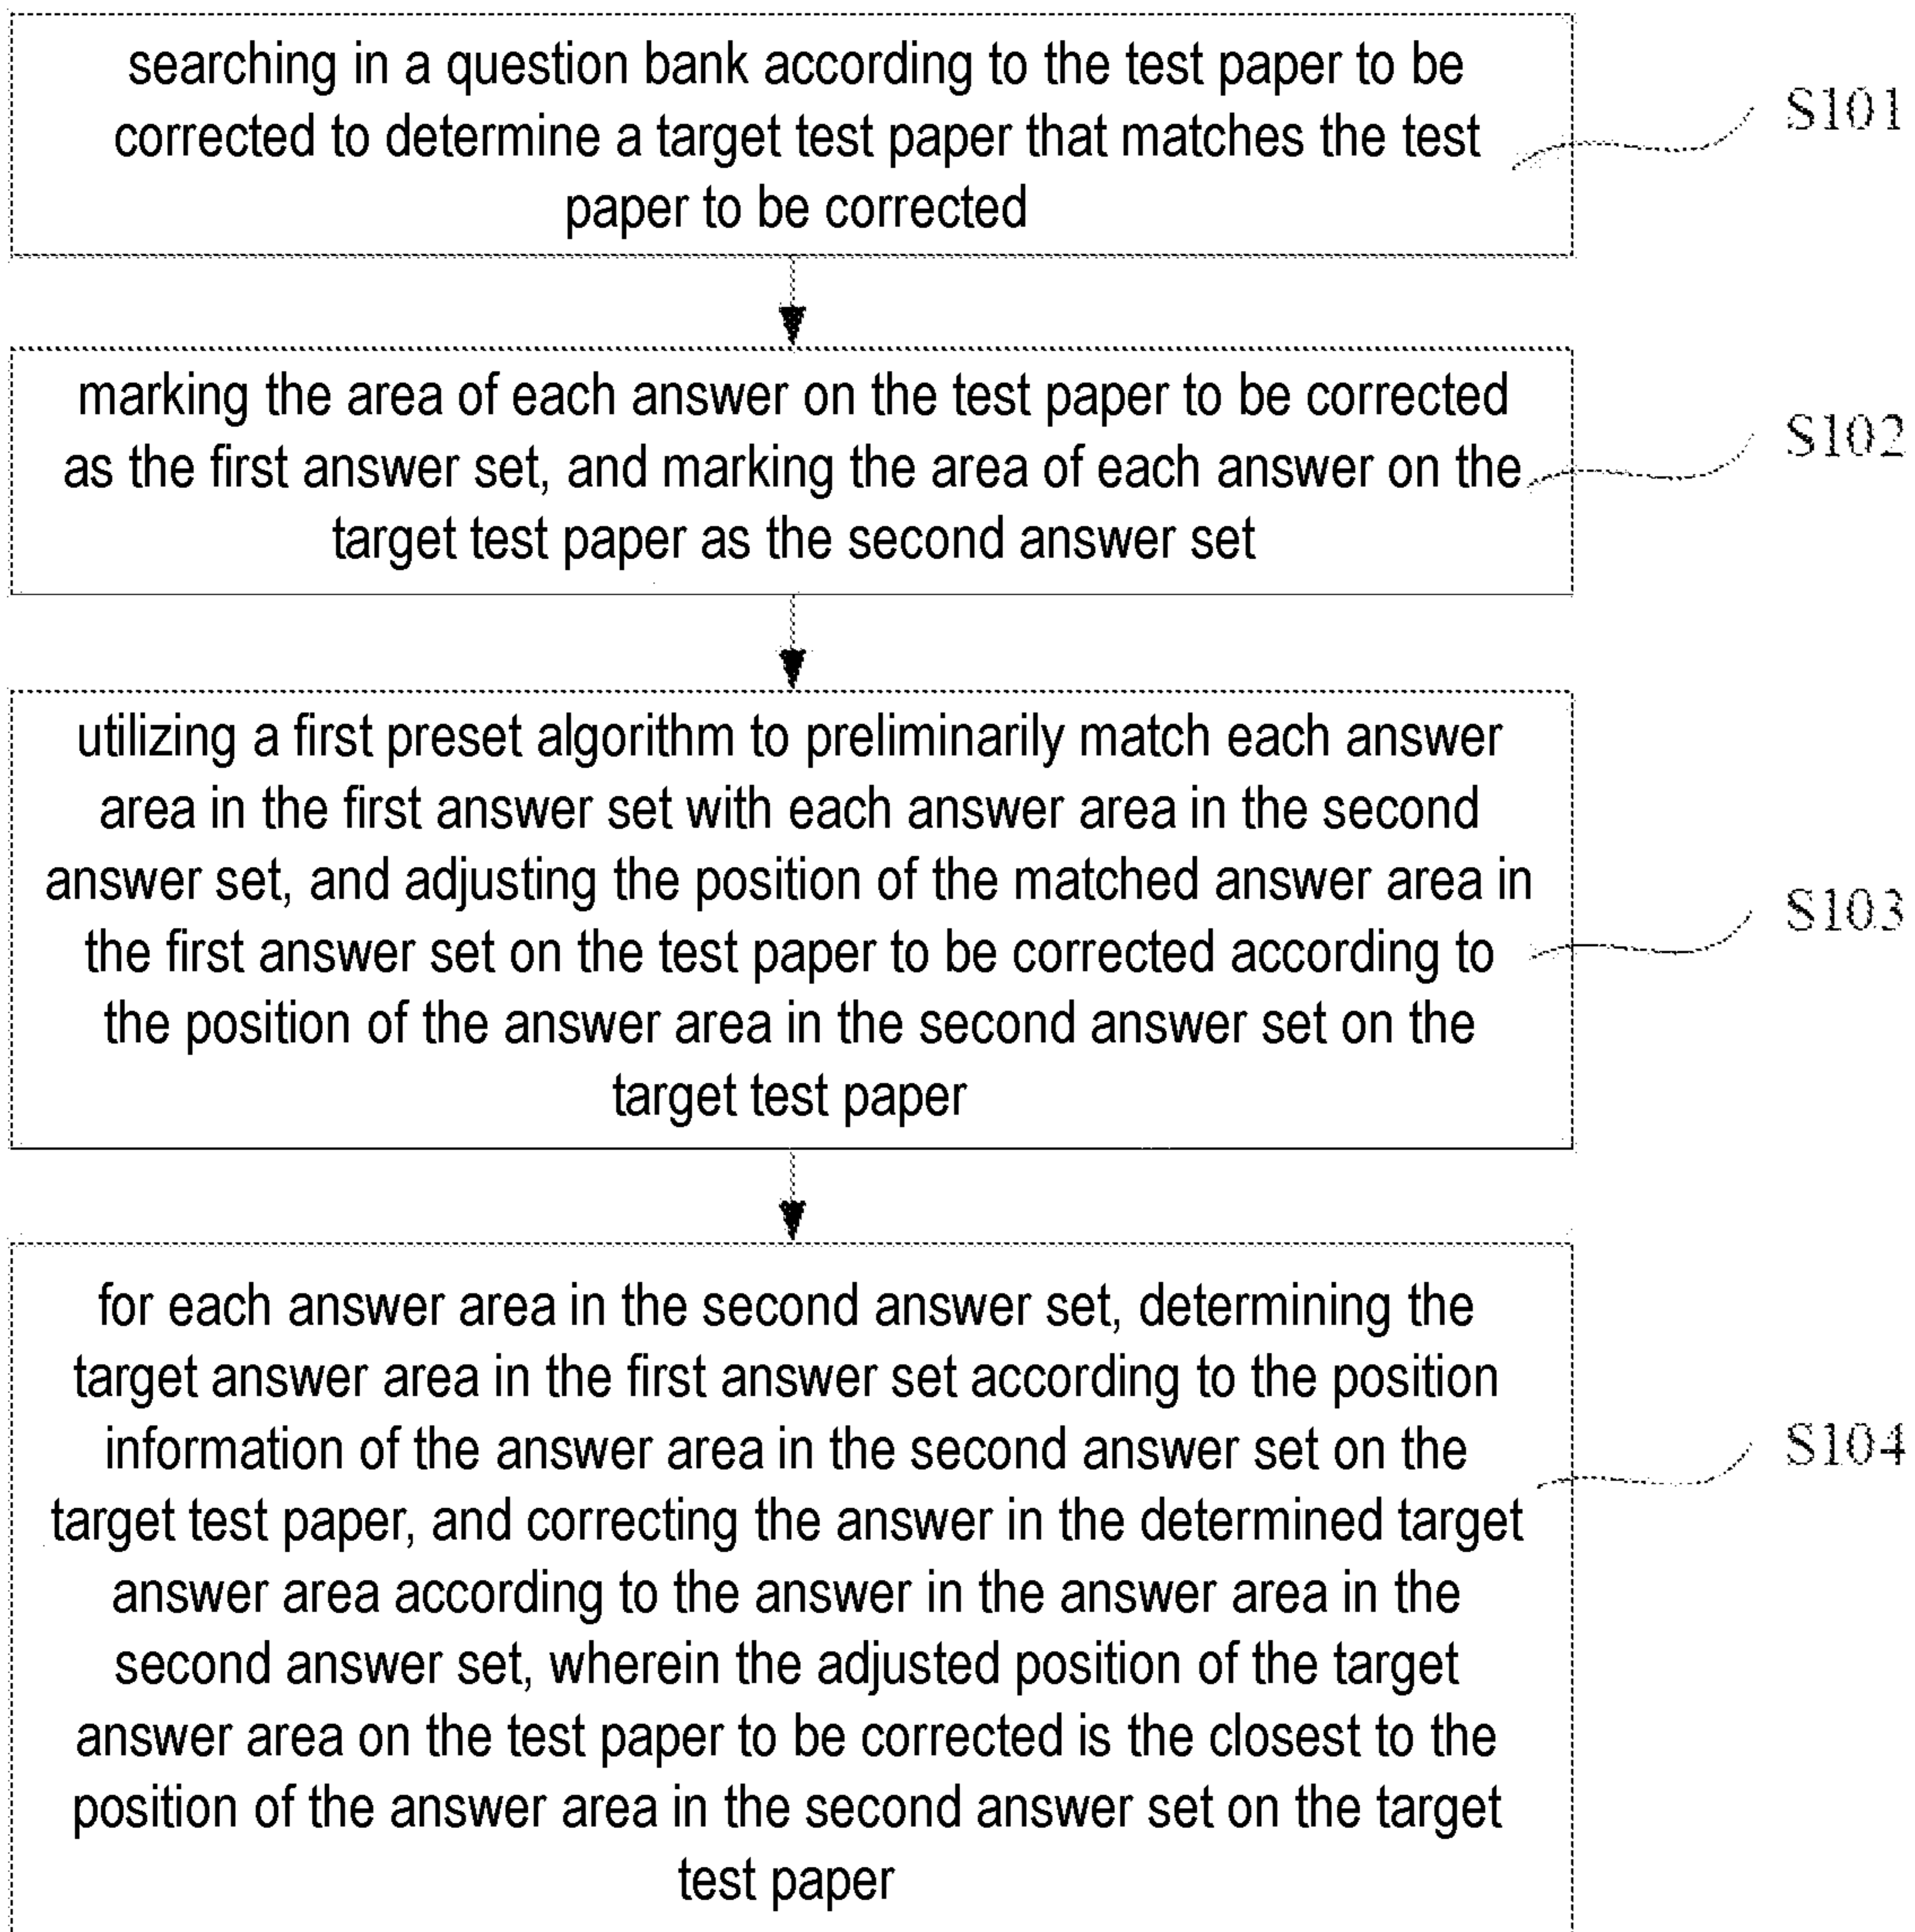 searching in a question bank according to the test paper to be
corrected to determine a target test paper that matches the test
paper to be corrected
S101
marking the area of each answer on the test paper to be corrected
as the first answer set, and marking the area of each answer on the
target test paper as the second answer set
S102
utilizing a first preset algorithm to preliminarily match each answer
area in the first answer set with each answer area in the second
answer set, and adjusting the position of the matched answer area in
the first answer set on the test paper to be corrected according to
the position of the answer area in the second answer set on the
target test paper
S103
for each answer area in the second answer set, determining the
target answer area in the first answer set according to the position
information of the answer area in the second answer set on the
target test paper, and correcting the answer in the determined target
answer area according to the answer in the answer area in the
second answer set, wherein the adjusted position of the target
answer area on the test paper to be corrected is the closest to the
position of the answer area in the second answer set on the target
test paper
S104